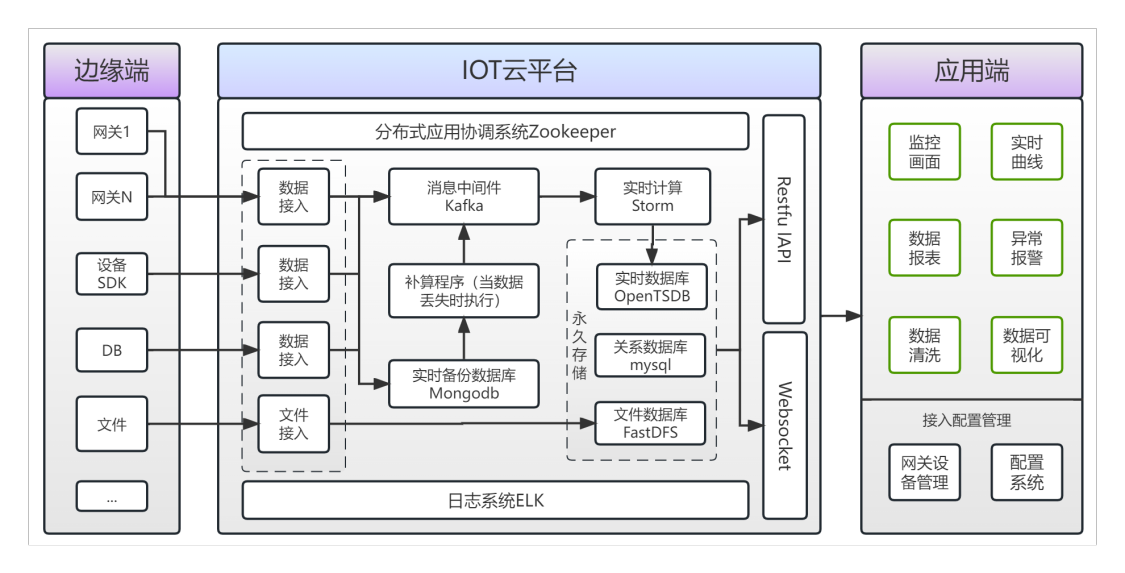 边缘端
网关1
网关N
设备
SDK
DB
文件
...
IOT云平台
分布式应用协调系统Zookeeper
数据
接入
数据
接入
数据
接入
文件
接入
消息中间件
Kafka
补算程序（当数据
丢失时执行）
实时备份数据库
Mongodb
实时计算
Storm
永久存储
实时数据库
OpenTSDB
关系数据库
mysql
文件数据库
FastDFS
日志系统ELK
Restfu lAPI
Websocket
应用端
监控
画面
实时
曲线
数据
报表
异常
报警
数据
清洗
数据可
视化
接入配置管理
网关设
备管理
配置
系统